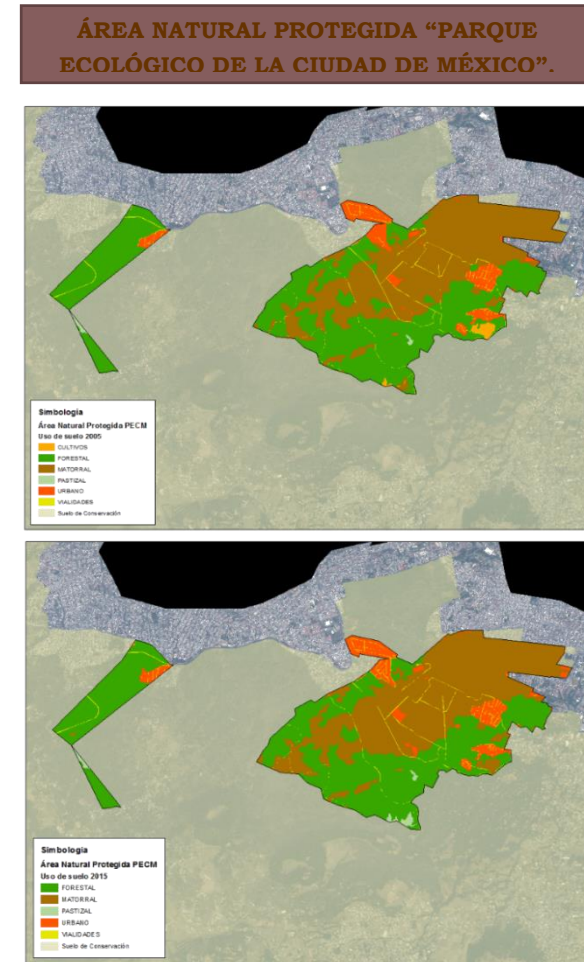 ÁREA NATURAL PROTEGIDA “PARQUE
ECOLÓGICO DE LA CIUDAD DE MÉXICO”.
Simbología
Área Natural Protegida PECM
Uso de suelo 2005
CULTIVOS
FORESTAL
MATORRAL
PASTIZAL
URBANO
VIALIDADES
Suelo de Conservación
Simbología
Área Natural Protegida PECM
Uso de suelo 2015
FORESTAL
MATORRAL
PASTIZAL
URBANO
VIALIDADES
Suelo de Conservación